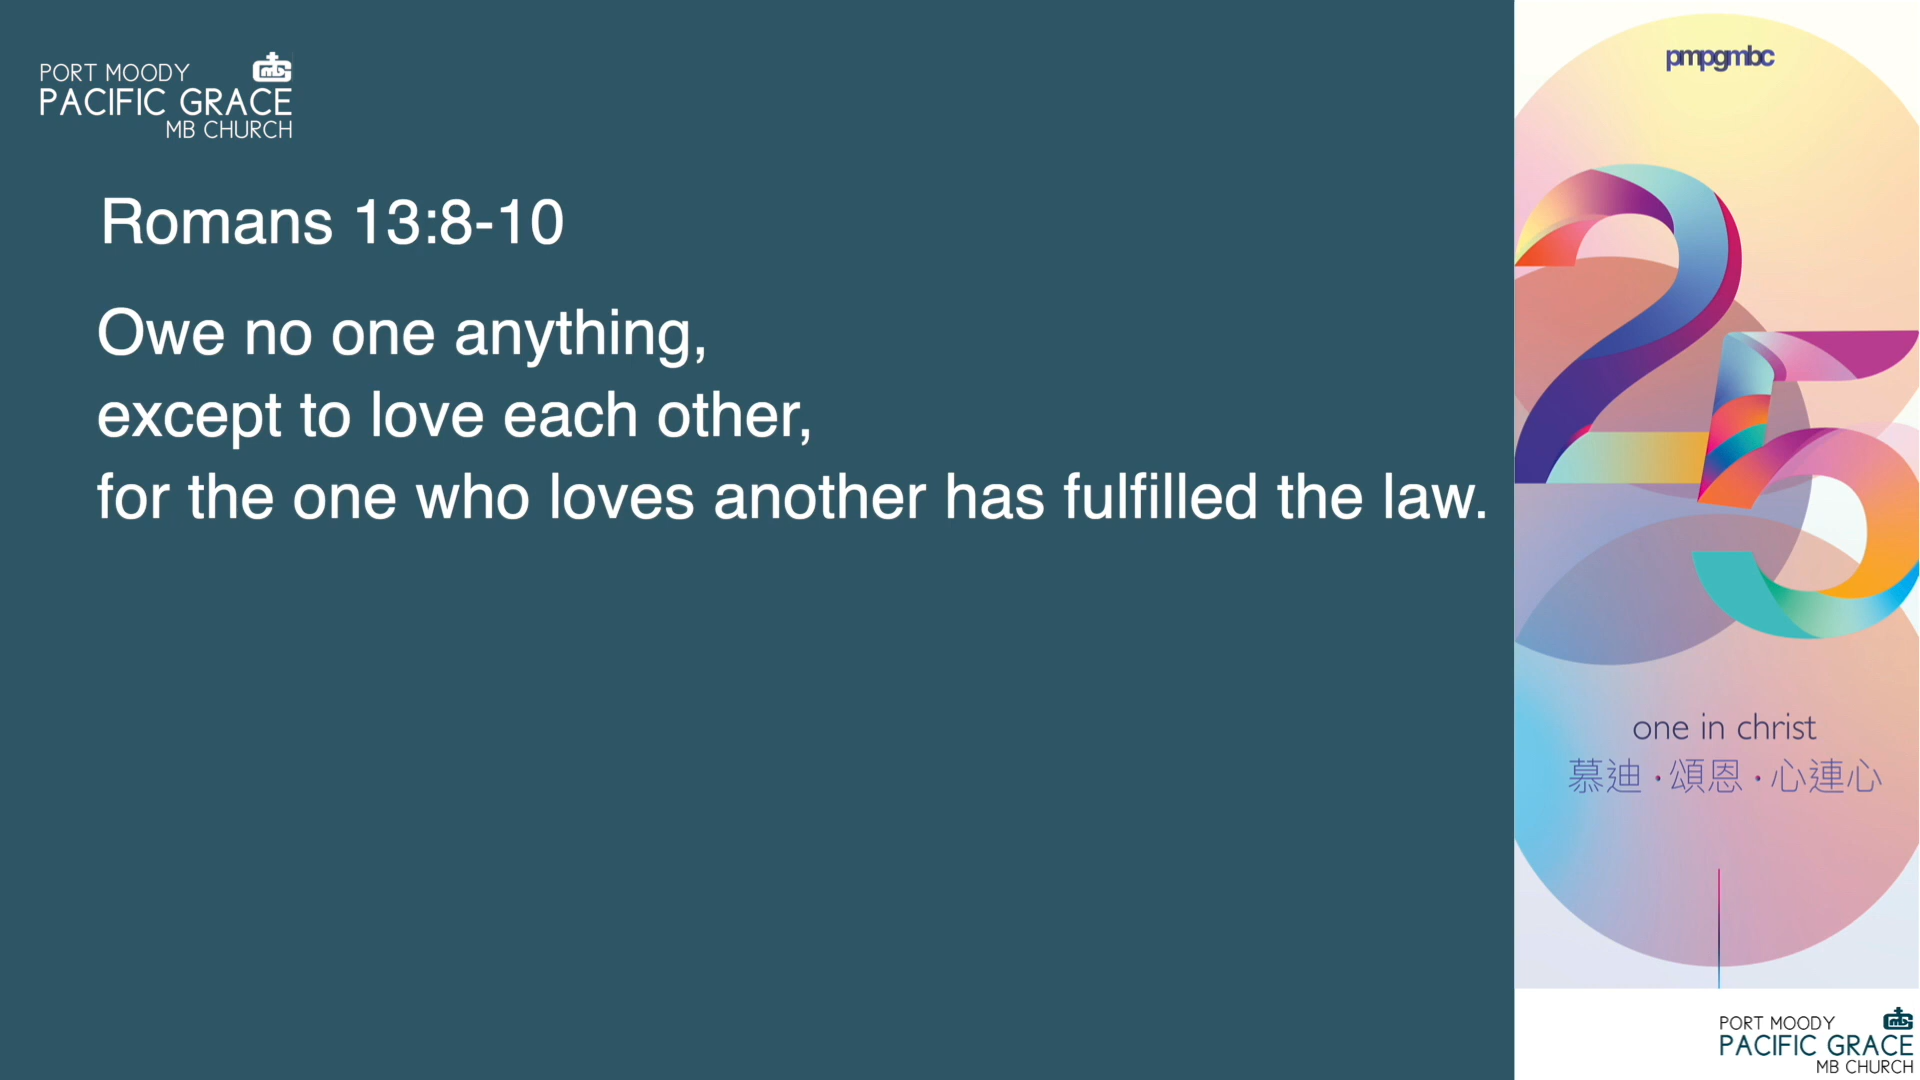 PORT MOODY
PACIFIC GRACE
MB CHURCH
Romans 13:8-10
Owe no one anything,
except to love each other,
for the one who loves another has fulfilled the law.
pmpgmbc
25
one in christ
慕迪·頌恩·心連心
PORT MOODY
PACIFIC GRACE
MB CHURCH